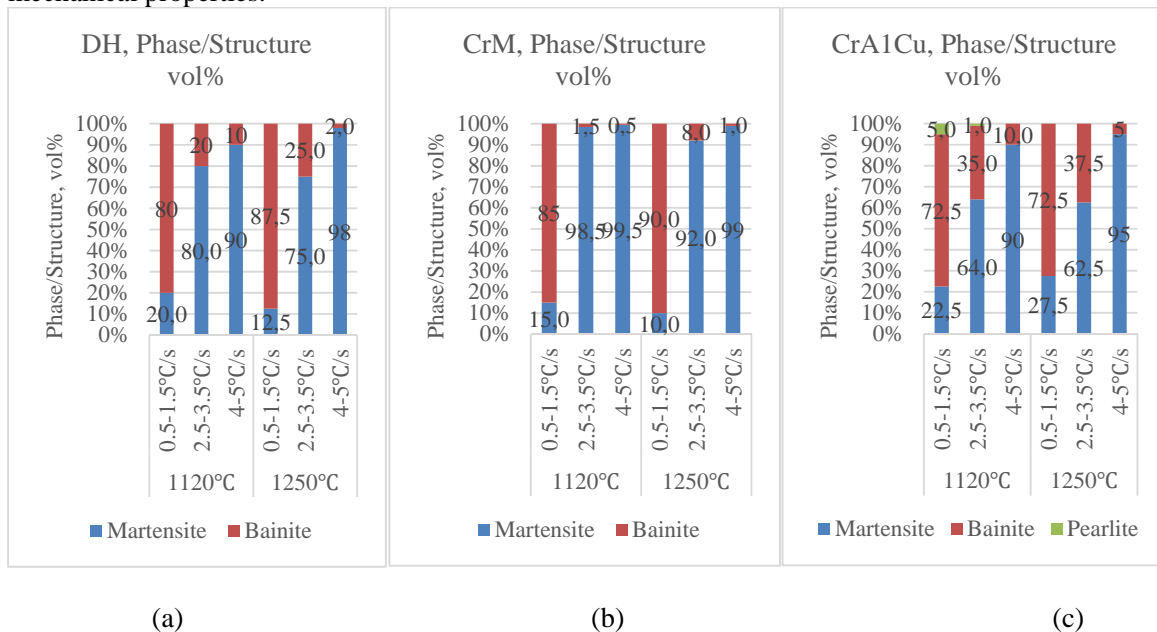 mechanical properties.
DH, Phase/Structure
vol%
Phase/Structure, vol%
100%
90%
80%
70%
60%
50%
40%
30%
20%
10%
0%
20,0
80,0
90
12,5
75,0
98
80
20
10
87,5
25,0
2,0
0.5-1.5°C/s
2.5-3.5°C/s
4-5°C/s
0.5-1.5°C/s
2.5-3.5°C/s
4-5°C/s
1120℃
1250℃
Martensite Bainite
CrM, Phase/Structure
vol%
Phase/Structure, vol%
100%
90%
80%
70%
60%
50%
40%
30%
20%
10%
0%
15,0
98,5
99,5
10,0
92,0
99
85
1,5
0,5
90,0
8,0
1,0
0.5-1.5°C/s
2.5-3.5°C/s
4-5°C/s
0.5-1.5°C/s
2.5-3.5°C/s
4-5°C/s
1120℃
1250℃
Martensite Bainite
CrA1Cu, Phase/Structure
vol%
Phase/Structure, vol%
100%
90%
80%
70%
60%
50%
40%
30%
20%
10%
0%
22,5
64,0
90
27,5
62,5
95
72,5
35,0
10,0
72,5
37,5
5
5,0
1,0
0.5-1.5°C/s
2.5-3.5°C/s
4-5°C/s
0.5-1.5°C/s
2.5-3.5°C/s
4-5°C/s
1120℃
1250℃
Martensite Bainite Pearlite
(a) (b) (c)